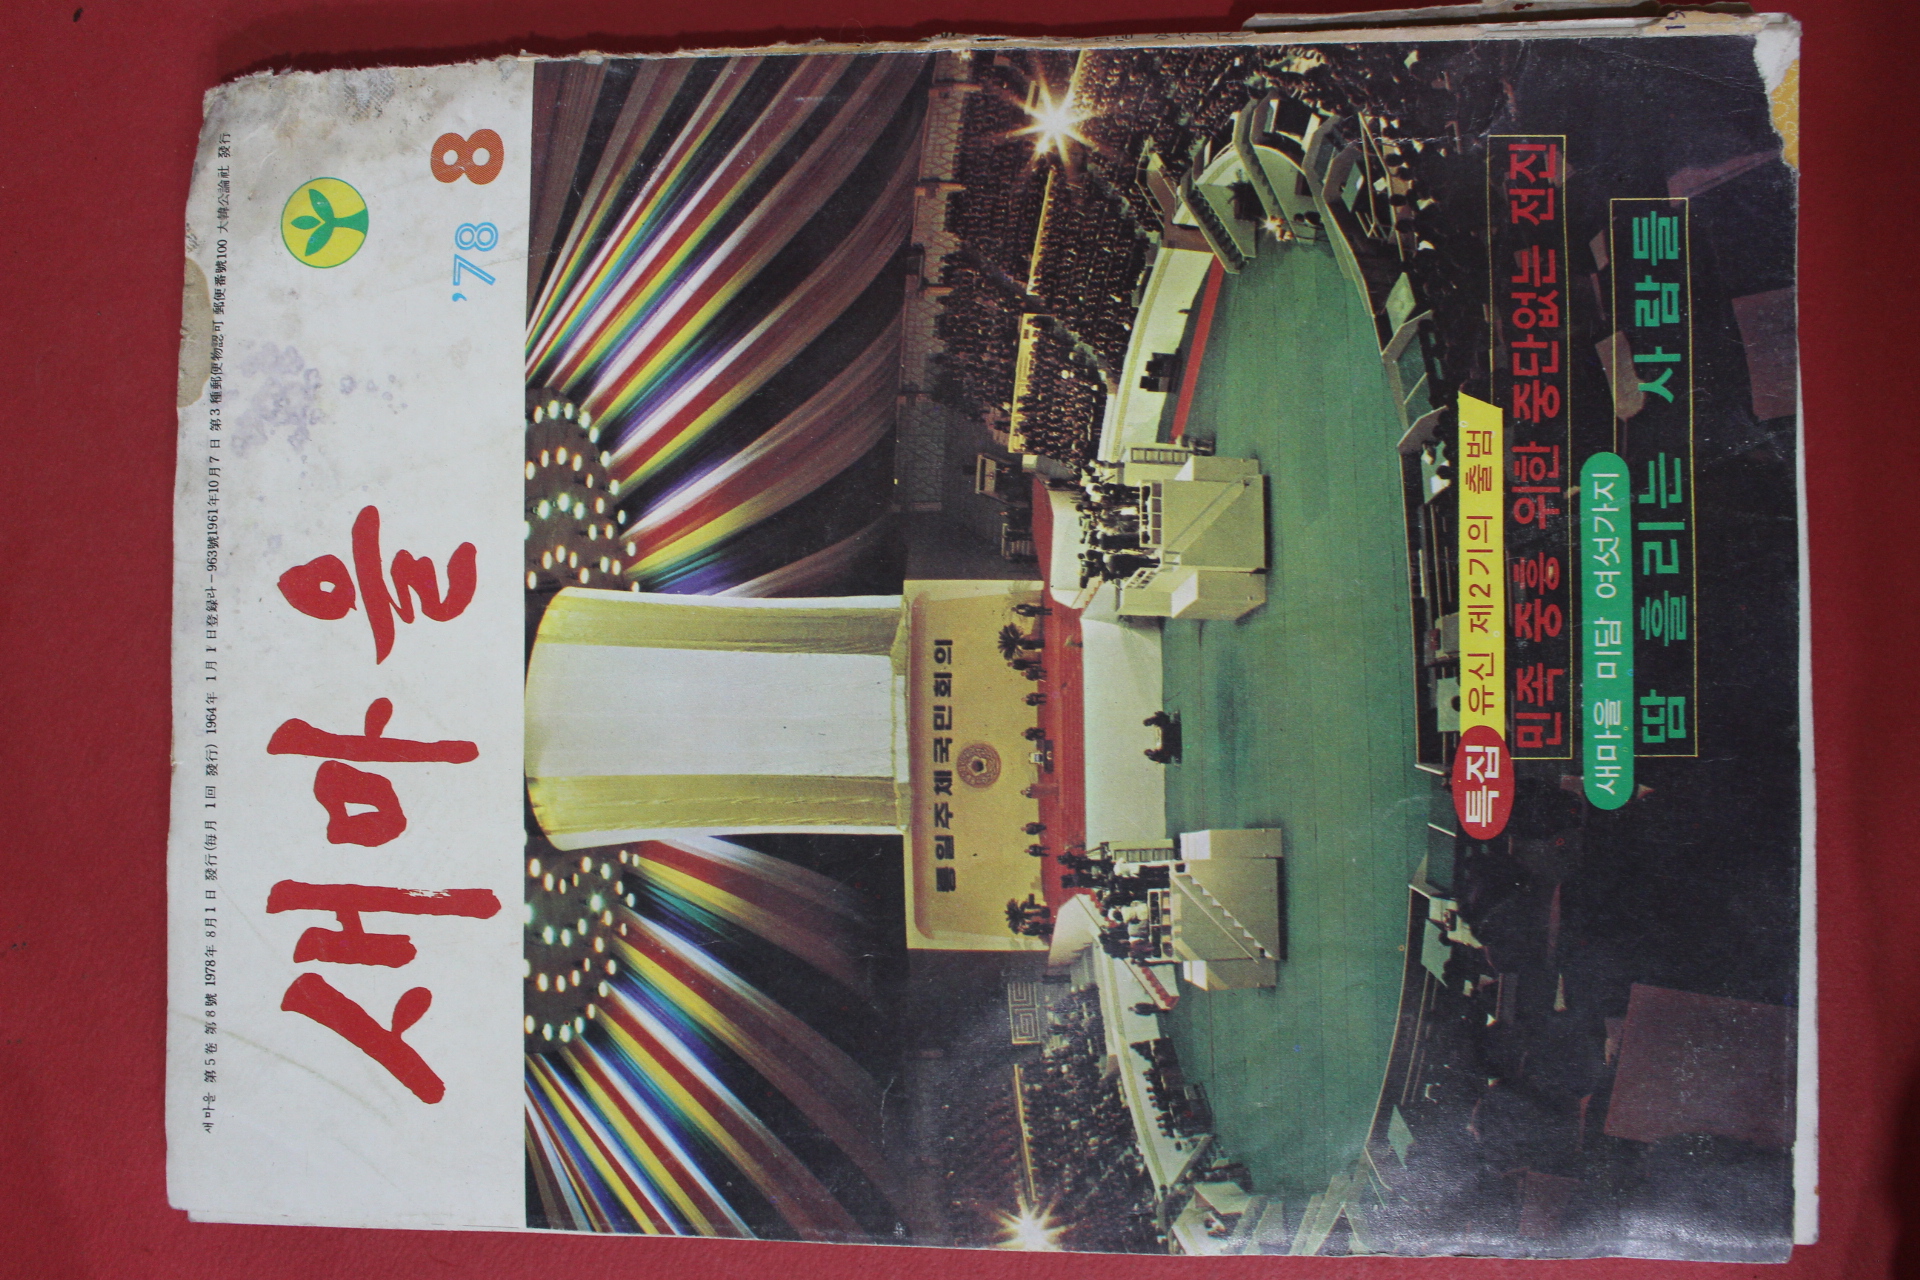 새마을 第5卷 第8號 1978年 8月1日 發行(每月 1回 發行) 1964年 1月 1日登録라-963號1961年10月7日 第3種郵便物認可 郵便番號100 大韓公論社 發行
새마을
'78 8
통일주체국민회의
특집 유신 제2기의 출범
민족 중흥 위한 중단없는 전진
새마을 미담 여섯가지
땀 흘리는 사람들